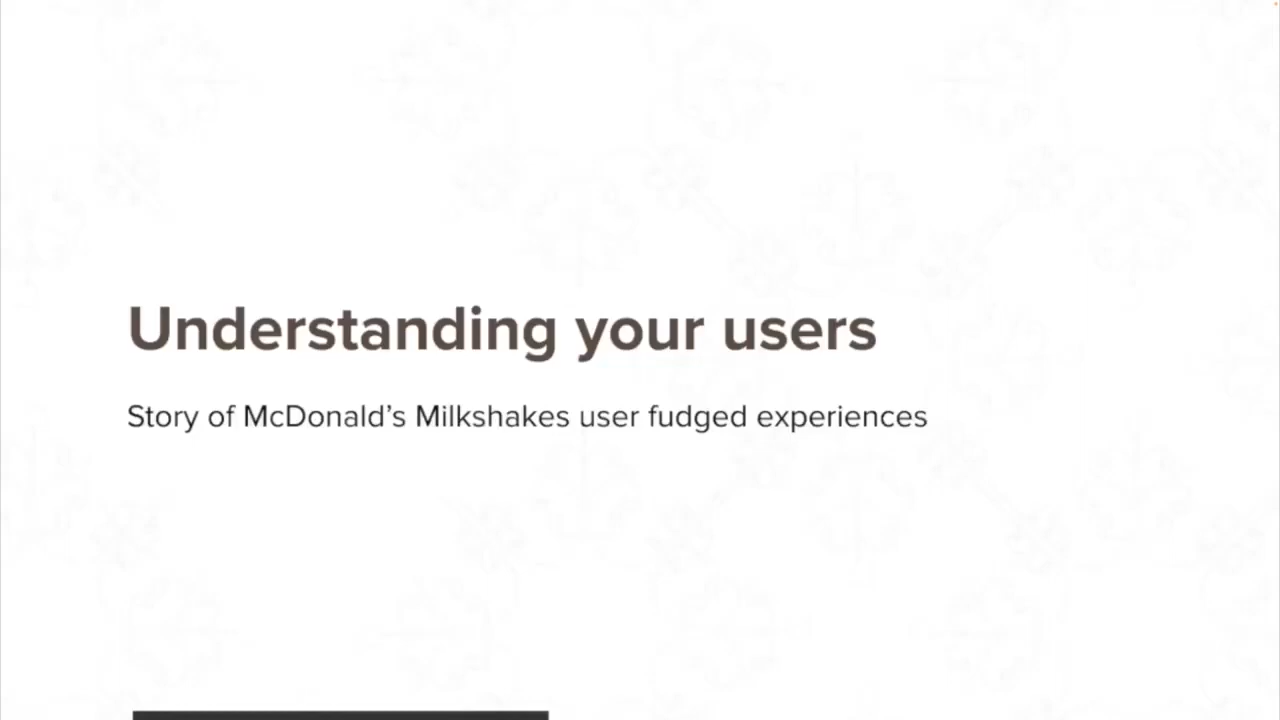 Understanding your users
Story of McDonald’s Milkshakes user fudged experiences